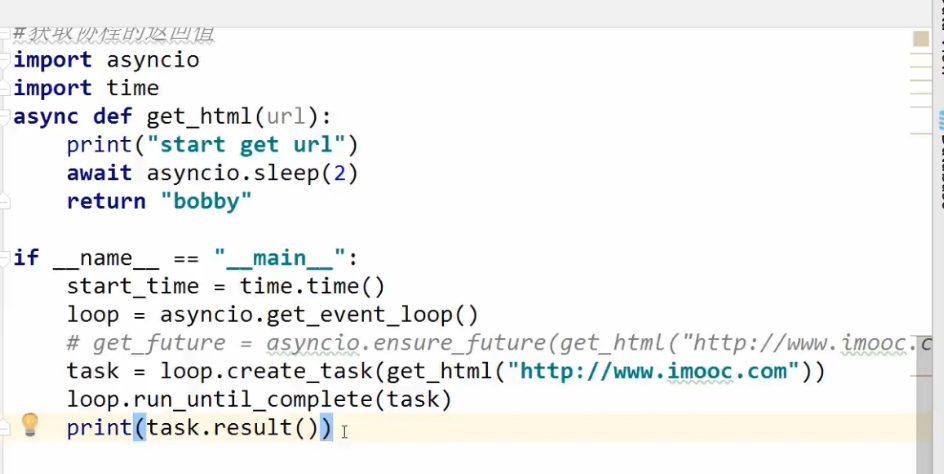 #获取协程的返回值
import asyncio
import time
async def get_html(url):
    print("start get url")
    await asyncio.sleep(2)
    return "bobby"
if __name__ == "__main__":
    start_time = time.time()
    loop = asyncio.get_event_loop()
    # get_future = asyncio.ensure_future(get_html("http://www.imooc.c
    task = loop.create_task(get_html("http://www.imooc.com"))
    loop.run_until_complete(task)
    print(task.result())